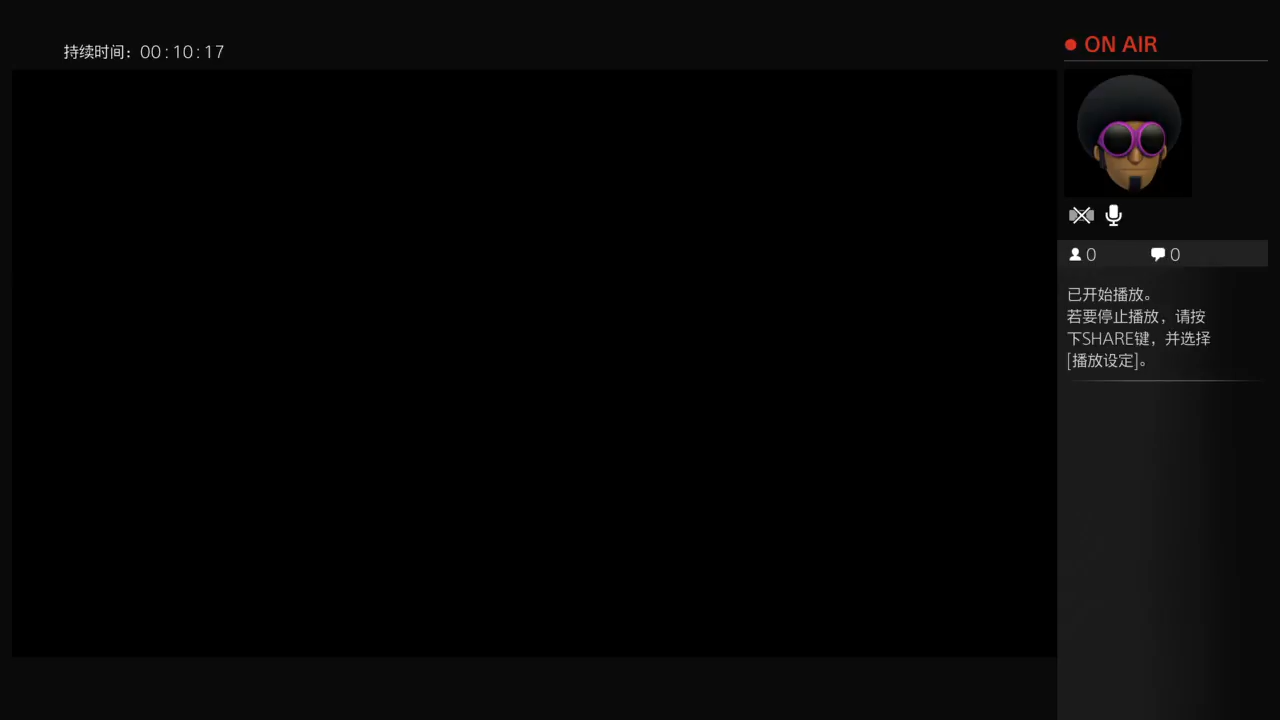 持续时间：00:10:17
ON AIR
0
0
已开始播放。
若要停止播放，请按
下SHARE键，并选择
[播放设定]。